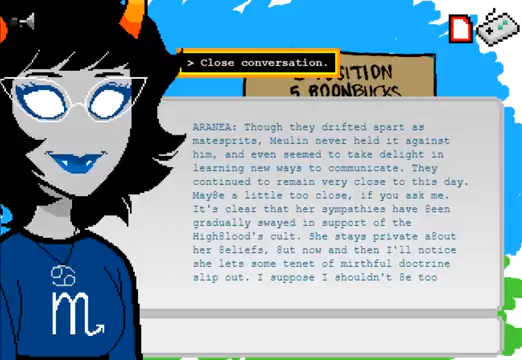 > Close conversation.
5 BOONBUCKS
ARANEA: Though they drifted apart as
matesprits, Meulin never held it against
him, and even seemed to take delight in
learning new ways to communicate. They
continued to remain very close to this day.
May8e a little too close, if you ask me.
It's clear that her sympathies have 8een
gradually swayed in support of the
High8lood's cult. She stays private a8out
her 8eliefs, 8ut now and then I'll notice
she lets some tenet of mirthful doctrine
slip out. I suppose I shouldn't 8e too